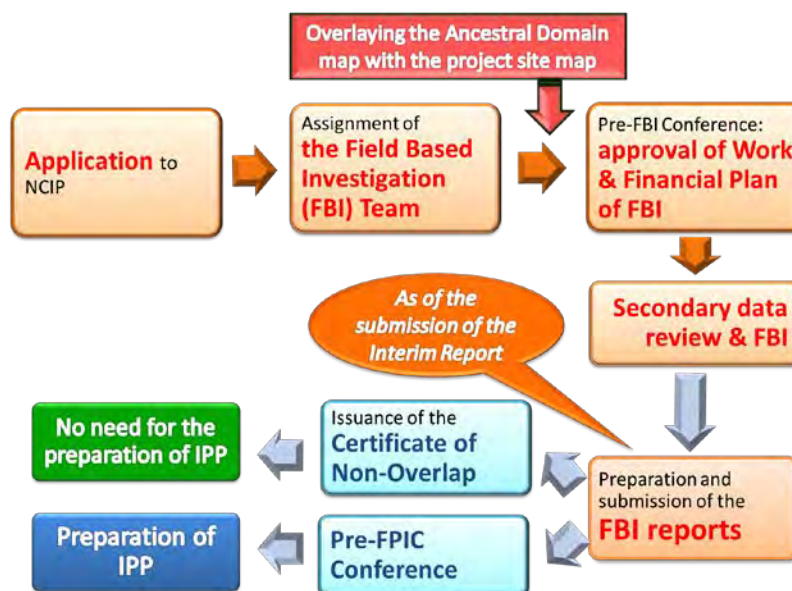 Overlaying the Ancestral Domain
map with the project site map
Application to
NCIP
Assignment of
the Field Based
Investigation
(FBI) Team
Pre-FBI Conference:
approval of Work
& Financial Plan
of FBI
As of the
submission of the
Interim Report
Secondary data
review & FBI
No need for the
preparation of IPP
Issuance of the
Certificate of
Non-Overlap
Preparation and
submission of the
FBI reports
Preparation of
IPP
Pre-FPIC
Conference